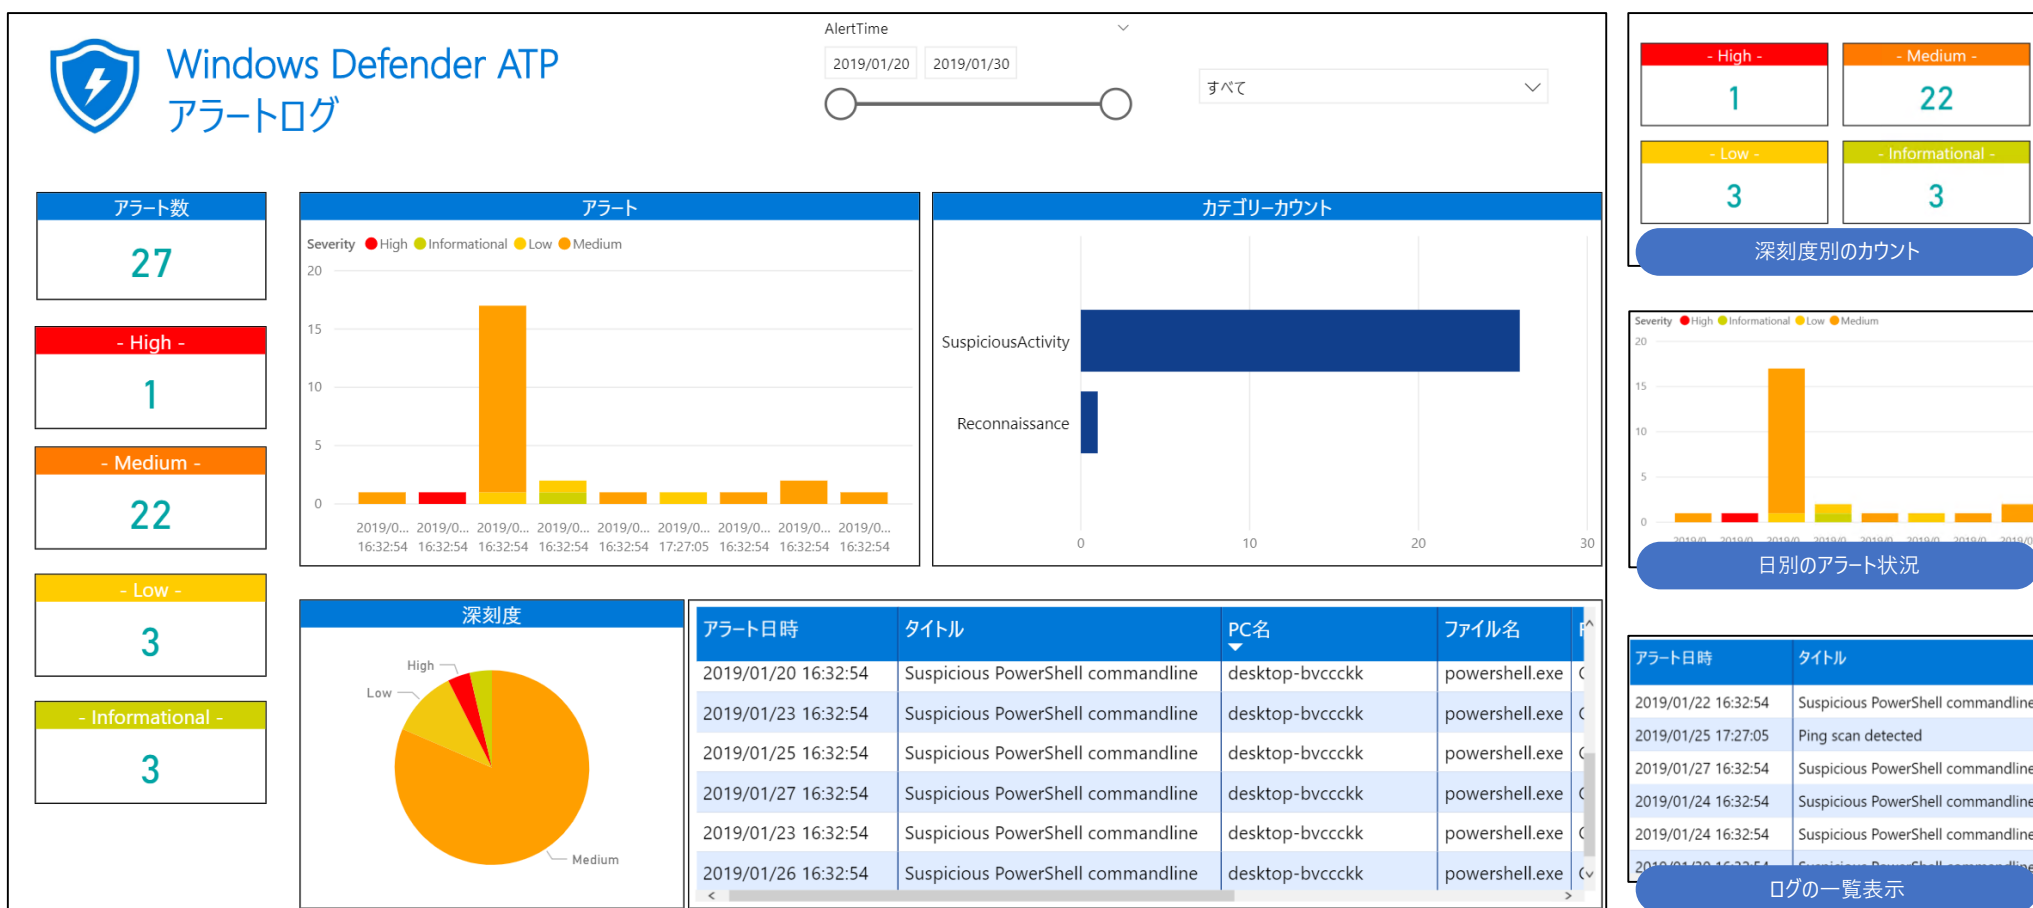 Windows Defender ATP
アラートログ
AlertTime
2019/01/20 2019/01/30
すべて
アラート数
27
- High -
1
- Medium -
22
- Low -
3
- Informational -
3
アラート
Severity High Informational Low Medium
20
15
10
5
0
2019/0... 2019/0... 2019/0... 2019/0... 2019/0... 2019/0... 2019/0... 2019/0... 2019/0...
16:32:54 16:32:54 16:32:54 16:32:54 16:32:54 17:27:05 16:32:54 16:32:54 16:32:54
カテゴリーカウント
SuspiciousActivity
Reconnaissance
0 10 20 30
深刻度
High
Low
Medium
アラート日時 タイトル PC名 ファイル名
2019/01/20 16:32:54 Suspicious PowerShell commandline desktop-bvccckk powershell.exe
2019/01/23 16:32:54 Suspicious PowerShell commandline desktop-bvccckk powershell.exe
2019/01/25 16:32:54 Suspicious PowerShell commandline desktop-bvccckk powershell.exe
2019/01/27 16:32:54 Suspicious PowerShell commandline desktop-bvccckk powershell.exe
2019/01/23 16:32:54 Suspicious PowerShell commandline desktop-bvccckk powershell.exe
2019/01/26 16:32:54 Suspicious PowerShell commandline desktop-bvccckk powershell.exe
- High - - Medium -
1 22
- Low - - Informational -
3 3
深刻度別のカウント
Severity High Informational Low Medium
20
15
10
5
0
2019/0 2019/0 2019/0 2019/0 2019/0 2019/0 2019/0 2019/0
日別のアラート状況
アラート日時 タイトル
2019/01/22 16:32:54 Suspicious PowerShell commandline
2019/01/25 17:27:05 Ping scan detected
2019/01/27 16:32:54 Suspicious PowerShell commandline
2019/01/24 16:32:54 Suspicious PowerShell commandline
2019/01/24 16:32:54 Suspicious PowerShell commandline
ログの一覧表示